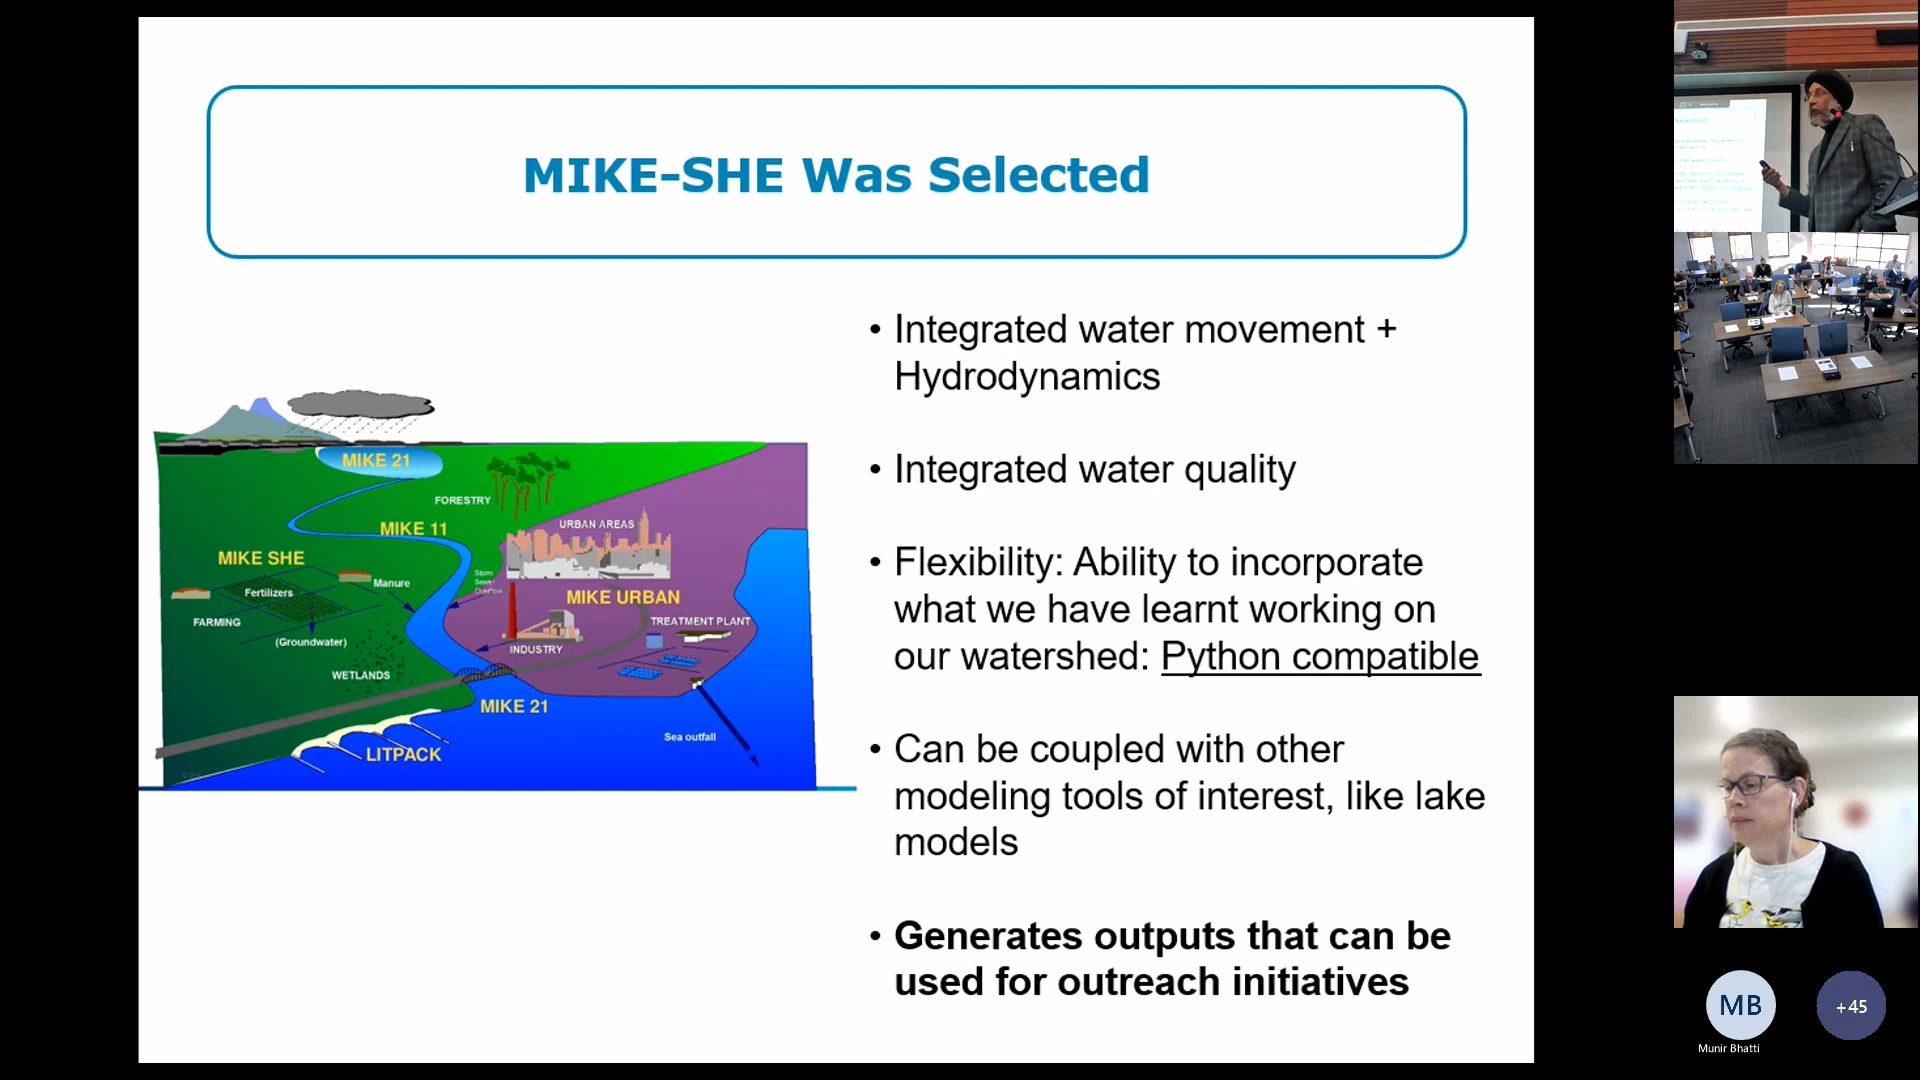 MIKE-SHE Was Selected
• Integrated water movement +
Hydrodynamics
• Integrated water quality
• Flexibility: Ability to incorporate
what we have learnt working on
our watershed: Python compatible
• Can be coupled with other
modeling tools of interest, like lake
models
• Generates outputs that can be
used for outreach initiatives
MIKE 21
FORESTRY
MIKE 11
URBAN AREAS
MIKE SHE
Storm
Sewer
Overflow
Manure
Fertilizers
MIKE URBAN
FARMING
TREATMENT PLANT
(Groundwater)
INDUSTRY
WETLANDS
MIKE 21
Sea outfall
LITPACK
MB
+45
Munir Bhatti